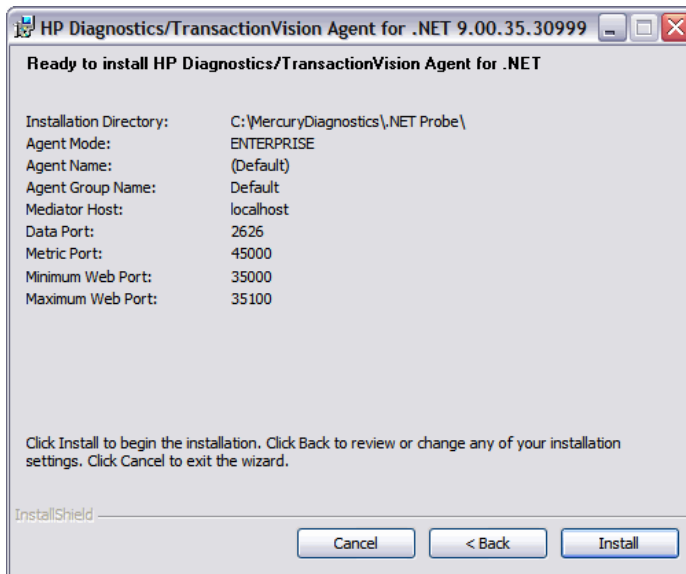 HP Diagnostics/TransactionVision Agent for .NET 9.00.35.30999
Ready to install HP Diagnostics/TransactionVision Agent for .NET
Installation Directory: C:\MercuryDiagnostics\.NET Probe\
Agent Mode: ENTERPRISE
Agent Name: (Default)
Agent Group Name: Default
Mediator Host: localhost
Data Port: 2626
Metric Port: 45000
Minimum Web Port: 35000
Maximum Web Port: 35100
Click Install to begin the installation. Click Back to review or change any of your installation
settings. Click Cancel to exit the wizard.
InstallShield
Cancel < Back Install